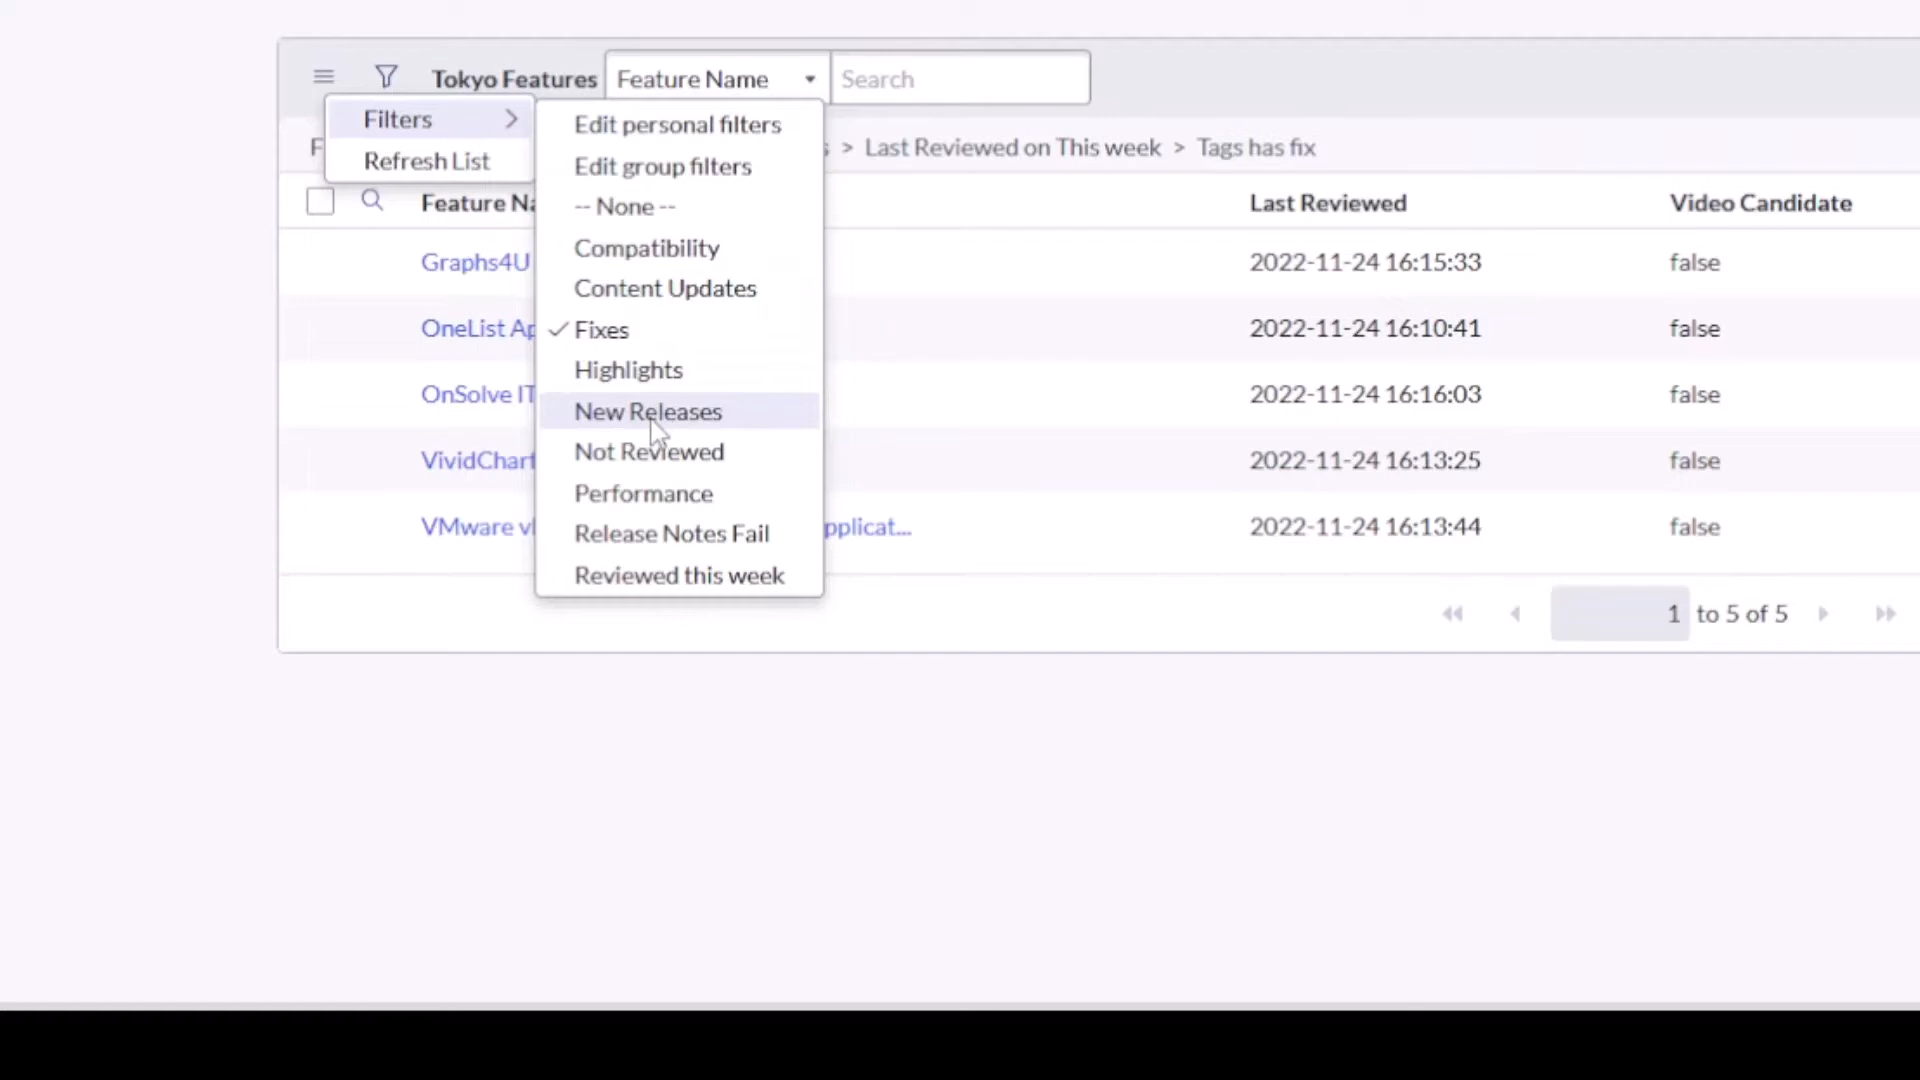 Tokyo Features Feature Name Search
Filters
Refresh List
Edit personal filters
Edit group filters
-- None --
Compatibility
Content Updates
Fixes
Highlights
New Releases
Not Reviewed
Performance
Release Notes Fail
Reviewed this week
> Last Reviewed on This week > Tags has fix
Feature Na Last Reviewed Video Candidate
Graphs4U 2022-11-24 16:15:33 false
OneList Ap 2022-11-24 16:10:41 false
OnSolve IT 2022-11-24 16:16:03 false
VividChart 2022-11-24 16:13:25 false
VMware pplicat... 2022-11-24 16:13:44 false
1 to 5 of 5